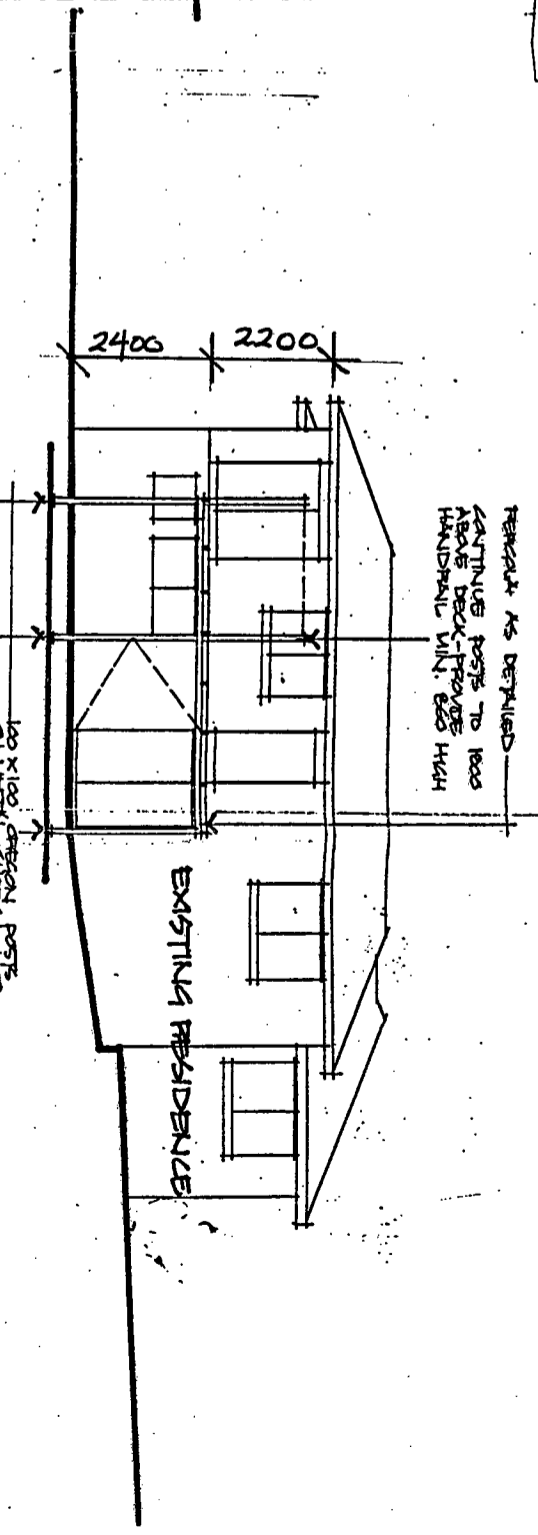 PERGOLA AS DETAILED
CONTINUE POSTS TO 1000
ABOVE DECK-PROVIDE
HANDRAIL MIN. 860 HIGH
2200
2400
EXISTING RESIDENCE
100 X 100 OREGON POSTS